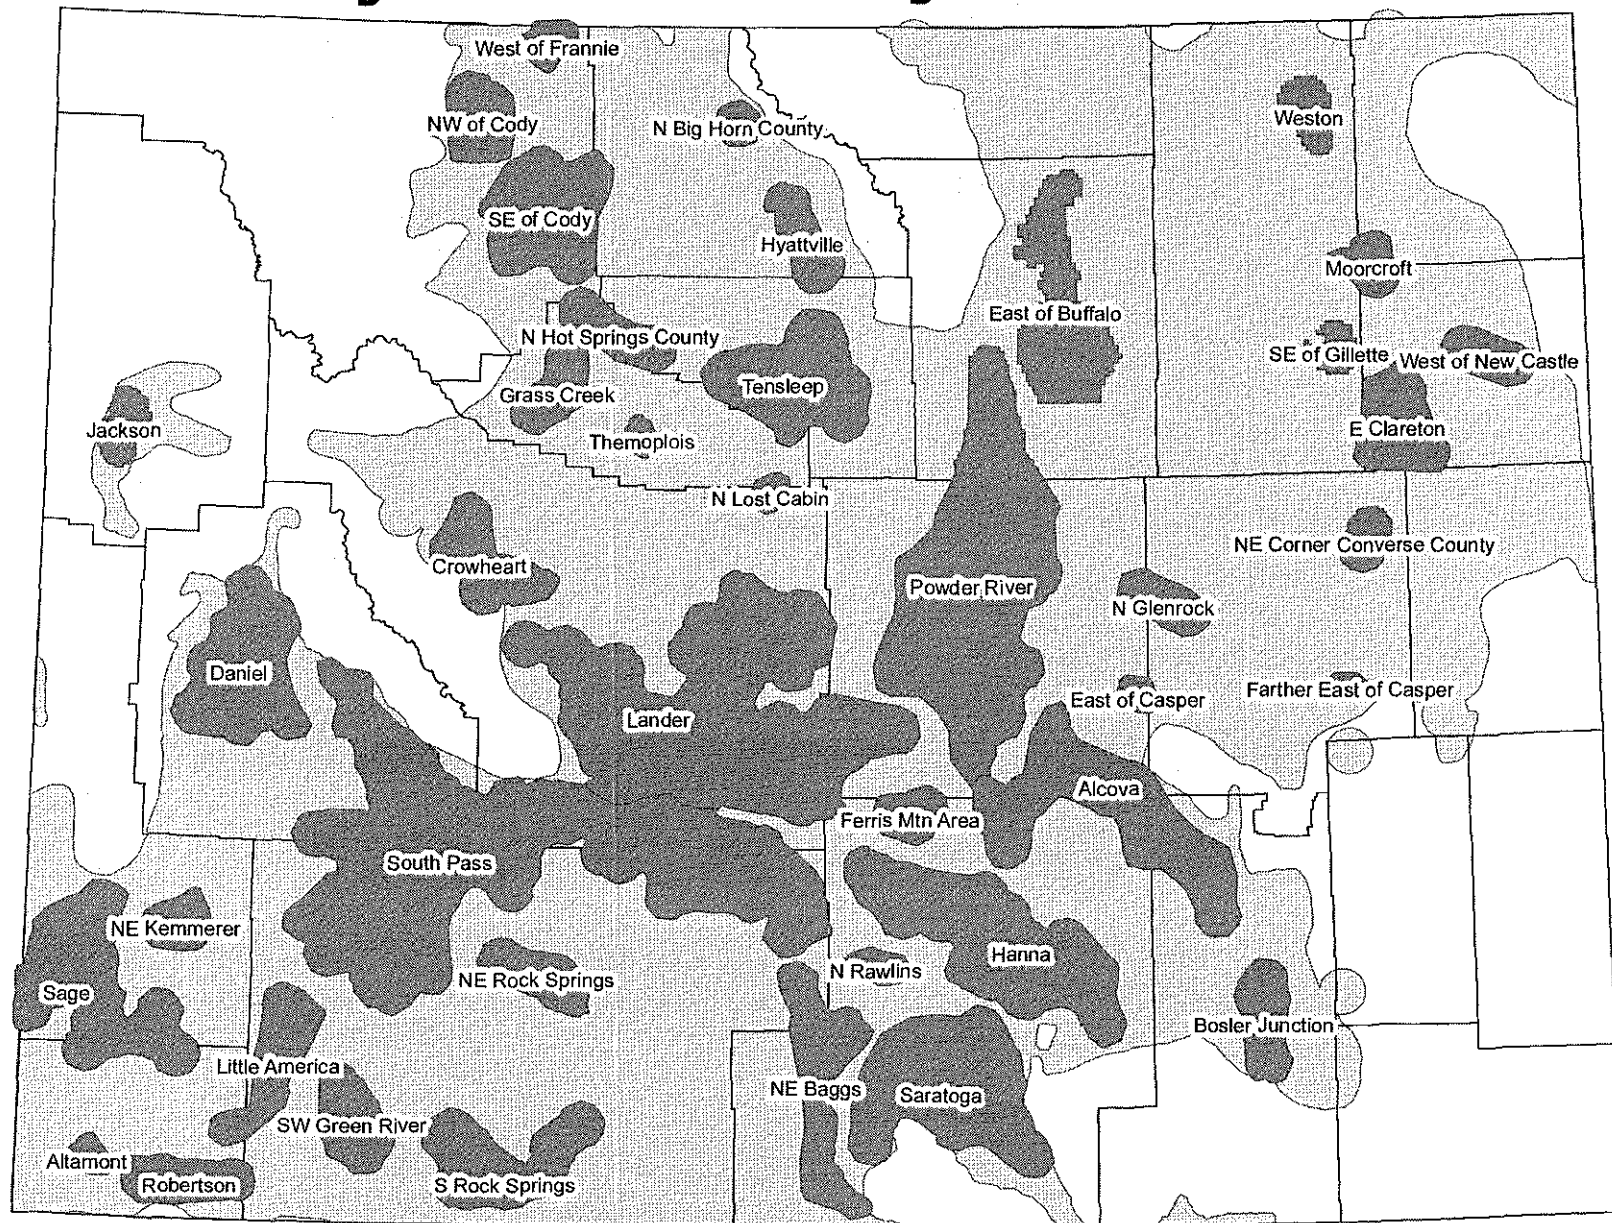 West of Frannie
NW of Cody
N Big Horn County
Weston
SE of Cody
Hyattville
Moorcroft
East of Buffalo
N Hot Springs County
SE of Gillette
West of New Castle
Grass Creek
Tensleep
Jackson
Themoplois
E Clareton
N Lost Cabin
NE Corner Converse County
Crowheart
Powder River
N Glenrock
Daniel
East of Casper
Farther East of Casper
Lander
Alcova
Ferris Mtn Area
South Pass
NE Kemmerer
Hanna
N Rawlins
NE Rock Springs
Sage
Bosler Junction
Little America
NE Baggs
Saratoga
SW Green River
Altamont
Robertson
S Rock Springs